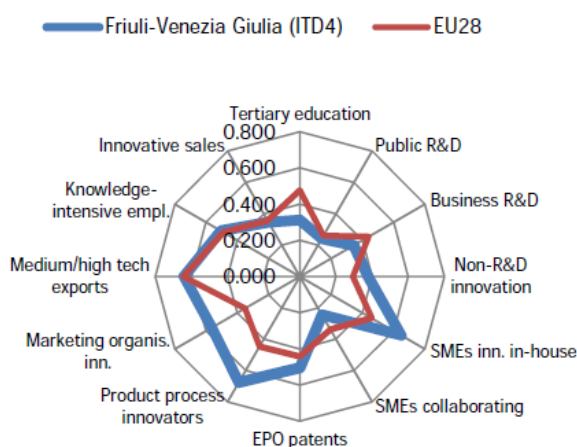 Friuli-Venezia Giulia (ITD4) EU28
Tertiary education
0.800
0.600
0.400
0.200
0.000
Public R&D
Business R&D
Non-R&D
innovation
SMEs inn. in-house
SMEs collaborating
EPO patents
Product process
innovators
Marketing organis.
inn.
Medium/high tech
exports
Knowledge-
intensive empl.
Innovative sales